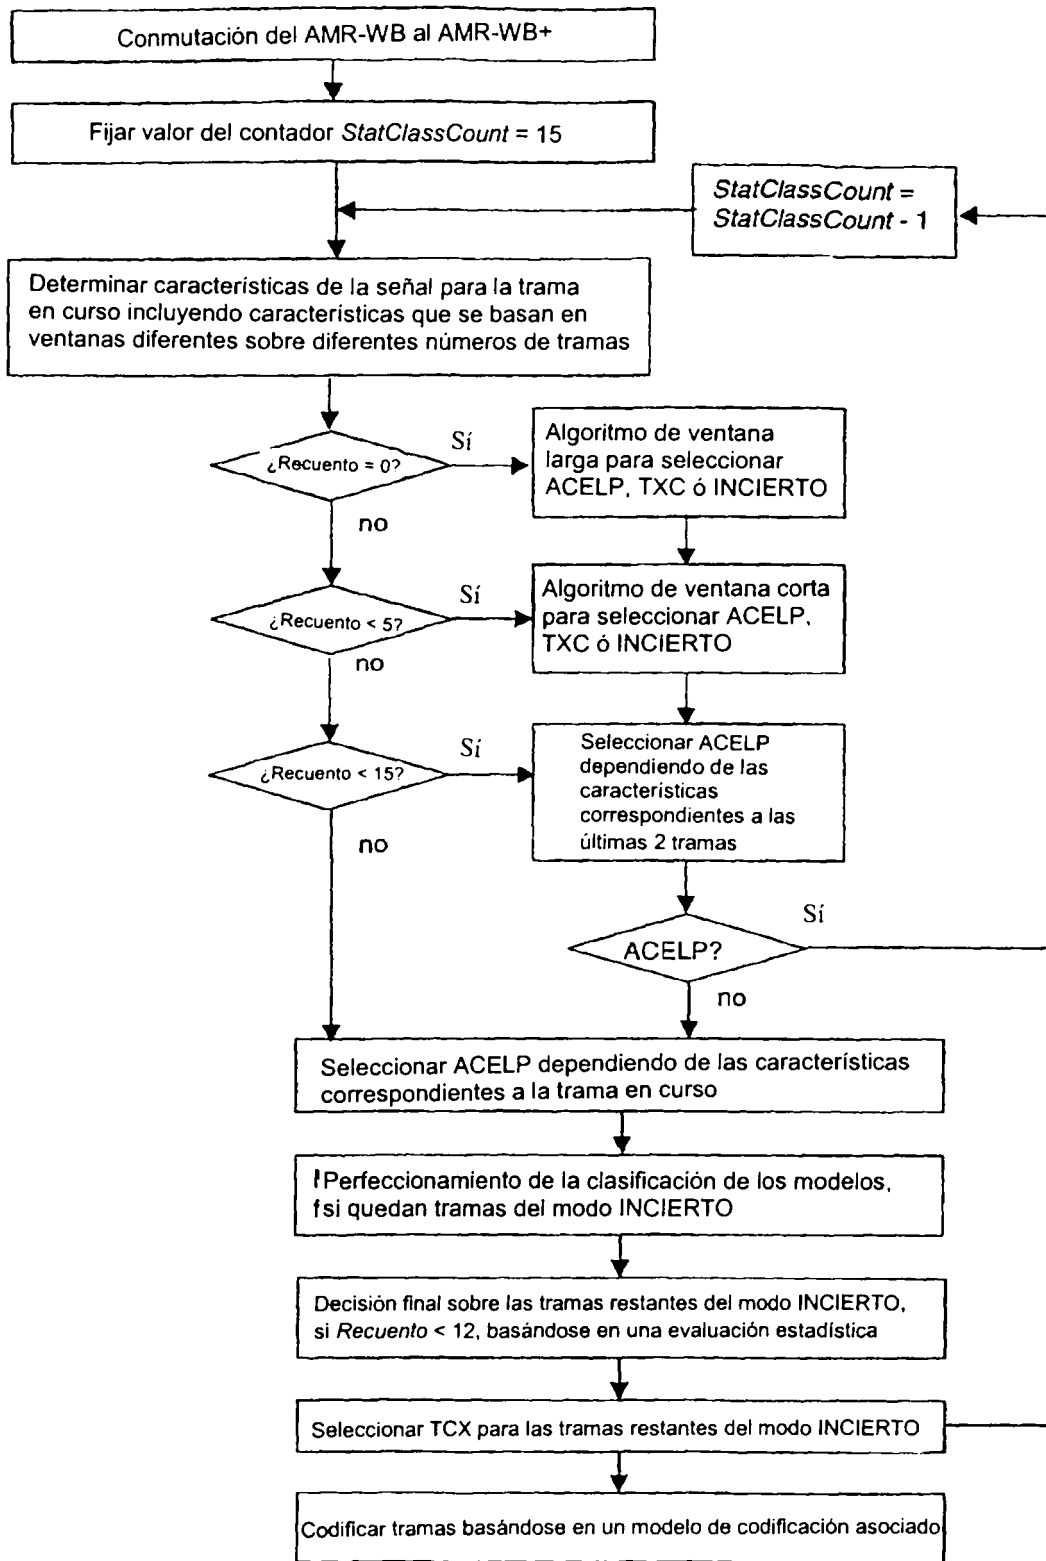 Conmutación del AMR-WB al AMR-WB+
Fijar valor del contador StatClassCount = 15
StatClassCount =
StatClassCount - 1
Determinar características de la señal para la trama
en curso incluyendo características que se basan en
ventanas diferentes sobre diferentes números de tramas
¿Recuento = 0?
Sí
no
Algoritmo de ventana
larga para seleccionar
ACELP, TXC ó INCIERTO
¿Recuento < 5?
Sí
no
Algoritmo de ventana corta
para seleccionar ACELP,
TXC ó INCIERTO
¿Recuento < 15?
Sí
no
Seleccionar ACELP
dependiendo de las
características
correspondientes a las
últimas 2 tramas
ACELP?
Sí
no
Seleccionar ACELP dependiendo de las características
correspondientes a la trama en curso
Perfeccionamiento de la clasificación de los modelos,
si quedan tramas del modo INCIERTO
Decisión final sobre las tramas restantes del modo INCIERTO,
si Recuento < 12, basándose en una evaluación estadística
Seleccionar TCX para las tramas restantes del modo INCIERTO
Codificar tramas basándose en un modelo de codificación asociado